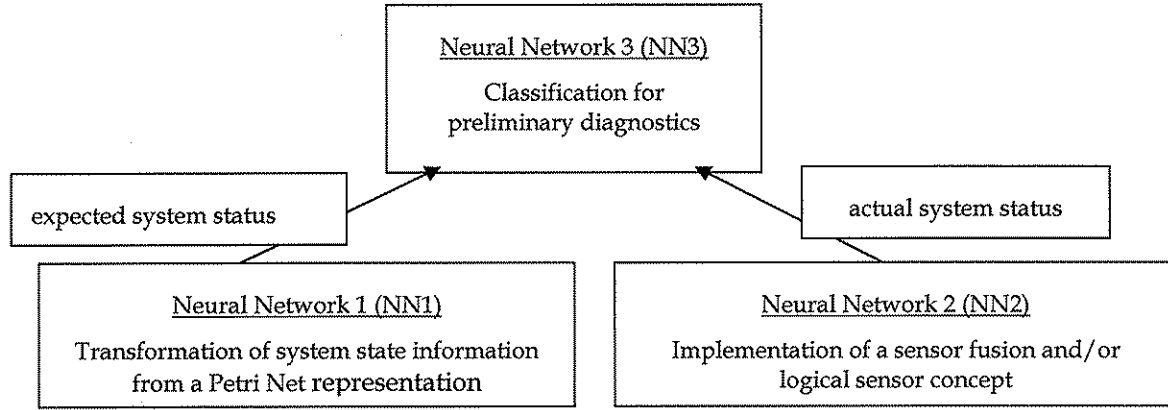 Neural Network 3 (NN3)
Classification for
preliminary diagnostics
expected system status
actual system status
Neural Network 1 (NN1)
Transformation of system state information
from a Petri Net representation
Neural Network 2 (NN2)
Implementation of a sensor fusion and/or
logical sensor concept